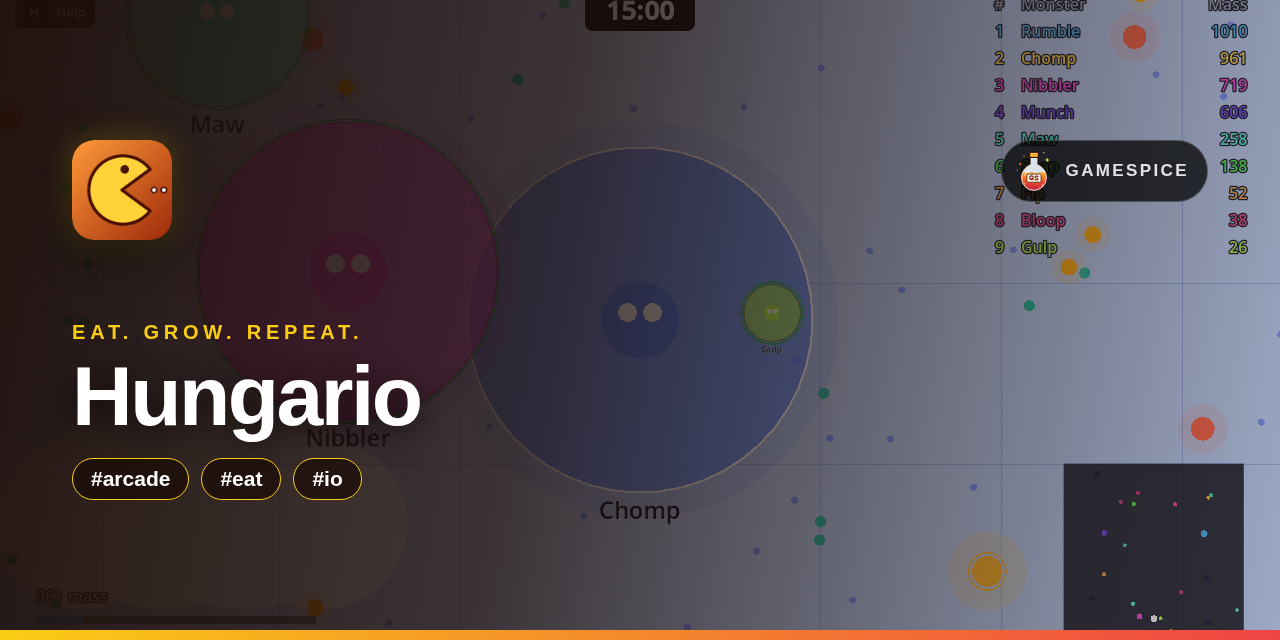 H Help
15:00
# Monster Mass
1 Rumble 1010
2 Chomp 961
3 Nibbler 719
4 Munch 606
5 Maw 258
6 138
7 52
8 Bloop 38
9 Gulp 26
GAMESPICE
Maw
EAT. GROW. REPEAT.
Hungario
Gulp
Nibbler
#arcade #eat #io
Chomp
961 mass